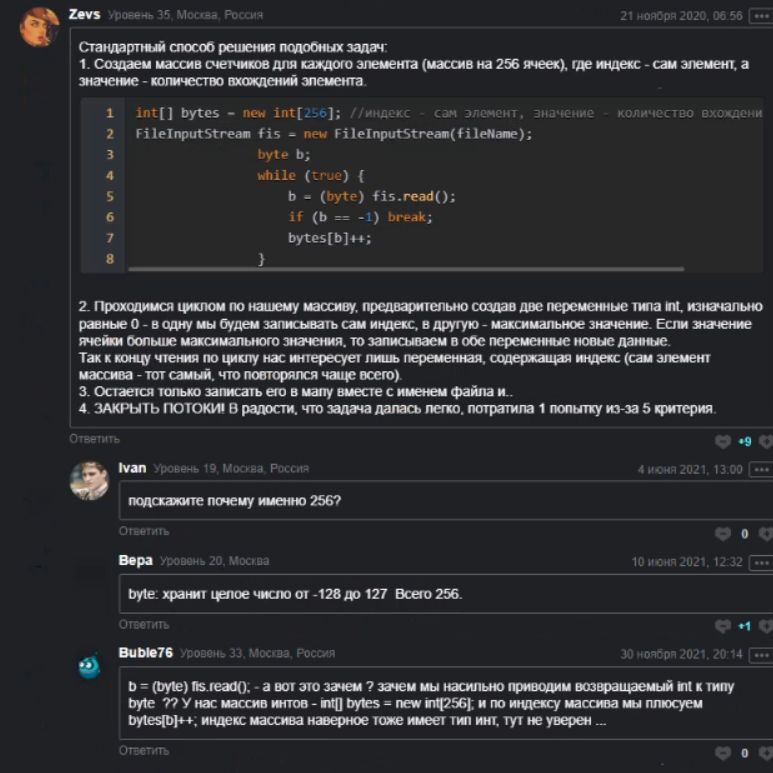 Zevs Уровень 35, Москва, Россия
21 ноября 2020, 06:56
Стандартный способ решения подобных задач:
1. Создаем массив счетчиков для каждого элемента (массив на 256 ячеек), где индекс - сам элемент, а
значение - количество вхождений элемента.
1 int[] bytes = new int[256]; //индекс - сам элемент, значение - количество вхождени
2 FileInputStream fis = new FileInputStream(fileName);
3 byte b;
4 while (true) {
5 b = (byte) fis.read();
6 if (b == -1) break;
7 bytes[b]++;
8 }
2. Проходимся циклом по нашему массиву, предварительно создав две переменные типа int, изначально
равные 0 - в одну мы будем записывать сам индекс, в другую - максимальное значение. Если значение
ячейки больше максимального значения, то записываем в обе переменные новые данные.
Так к концу чтения по циклу нас интересует лишь переменная, содержащая индекс (сам элемент
массива - тот самый, что повторялся чаще всего).
3. Остается только записать его в мапу вместе с именем файла и..
4. ЗАКРЫТЬ ПОТОКИ! В радости, что задача далась легко, потратила 1 попытку из-за 5 критерия.
Ответить
+9
Ivan Уровень 19, Москва, Россия
4 июня 2021, 13:00
подскажите почему именно 256?
Ответить
0
Вера Уровень 20, Москва
10 июня 2021, 12:32
byte: хранит целое число от -128 до 127 Всего 256.
Ответить
+1
Buble76 Уровень 33, Москва, Россия
30 ноября 2021, 20:14
b = (byte) fis.read(); - а вот это зачем ? зачем мы насильно приводим возвращаемый int к типу
byte ?? У нас массив интов - int[] bytes = new int[256]; и по индексу массива мы плюсуем
bytes[b]++; индекс массива наверное тоже имеет тип инт, тут не уверен ...
Ответить
0